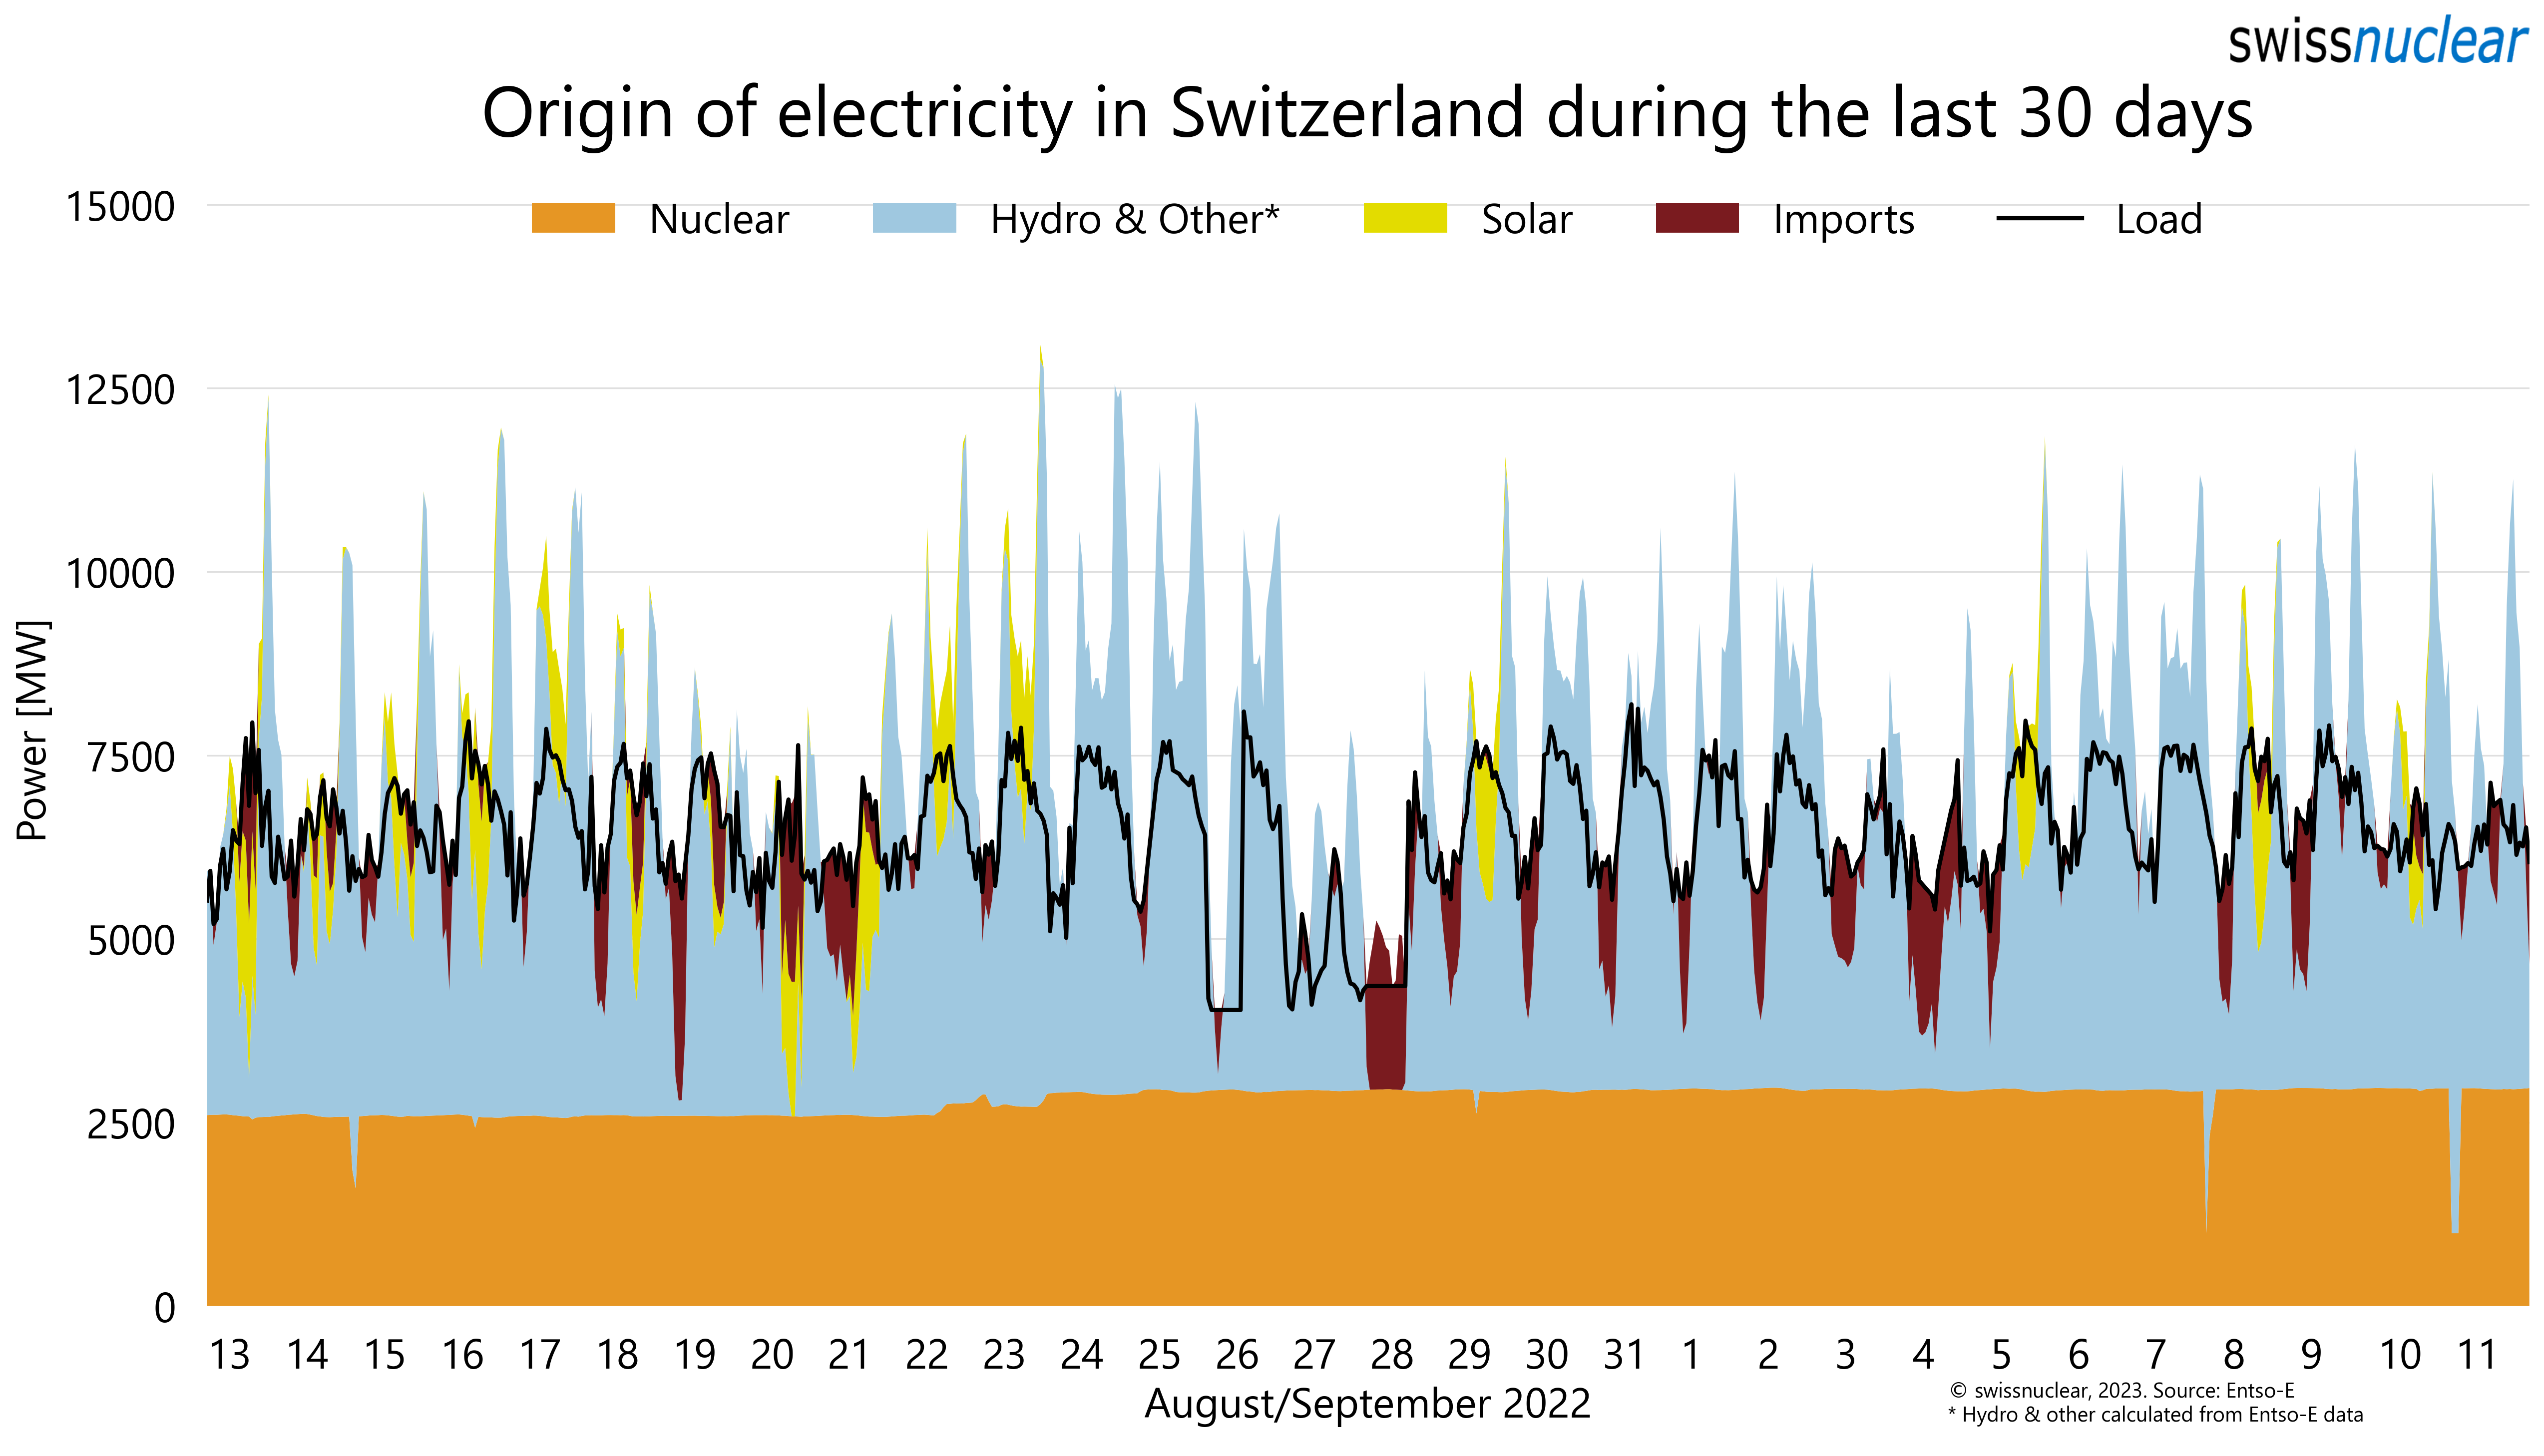 swissnuclear
Origin of electricity in Switzerland during the last 30 days
Nuclear Hydro & Other* Solar Imports Load
15000
12500
10000
7500
5000
2500
0
Power [MW]
13 14 15 16 17 18 19 20 21 22 23 24 25 26 27 28 29 30 31 1 2 3 4 5 6 7 8 9 10 11
August/September 2022
© swissnuclear, 2023. Source: Entso-E
* Hydro & other calculated from Entso-E data